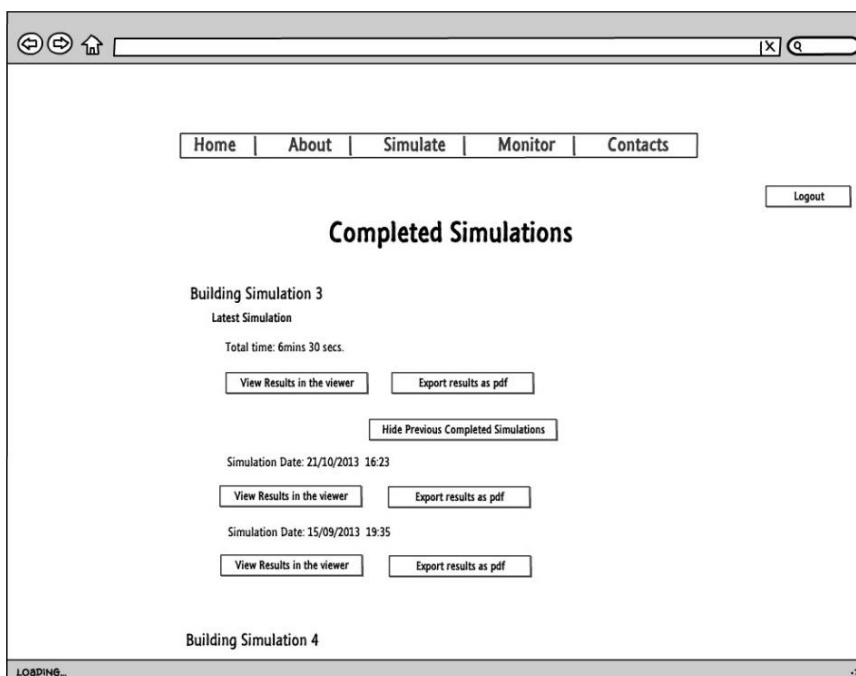 Home | About | Simulate | Monitor | Contacts
Logout
Completed Simulations
Building Simulation 3
Latest Simulation
Total time: 6mins 30 secs.
View Results in the viewer Export results as pdf
Hide Previous Completed Simulations
Simulation Date: 21/10/2013 16:23
View Results in the viewer Export results as pdf
Simulation Date: 15/09/2013 19:35
View Results in the viewer Export results as pdf
Building Simulation 4
LOADING...